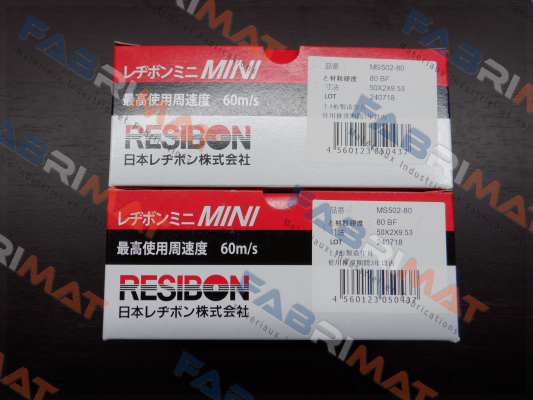 レヂボンミニ MINI
最高使用周速度 60m/s
RESIBON
日本レヂボン株式会社
品番 : MS502-80
と材粒硬度 : 80 BF
寸法 : 50X2X9.53
LOT : 240718
4 560123 050437
レヂボンミニ MINI
最高使用周速度 60m/s
RESIBON
日本レヂボン株式会社
品番 : MS502-80
と材粒硬度 : 80 BF
寸法 : 50X2X9.53
LOT : 240718
4 560123 050437
FABRIMAT
FABRIMAT
FABRIMAT